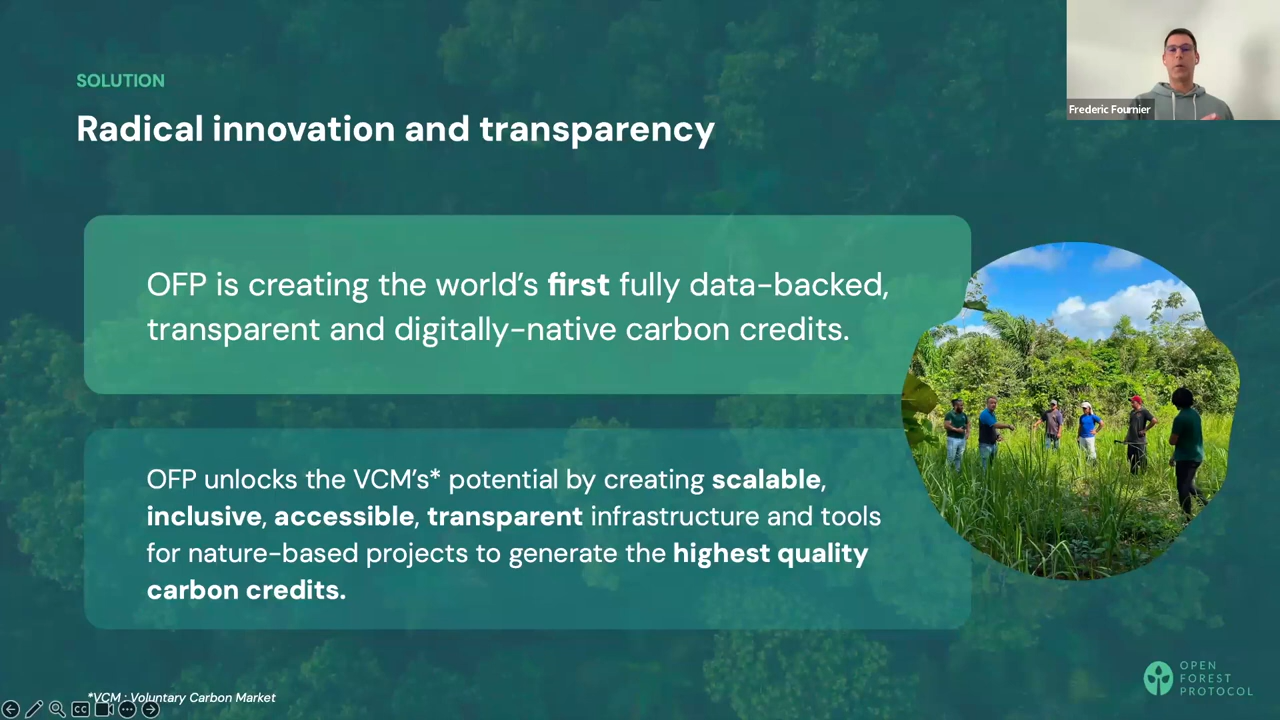 SOLUTION
Radical innovation and transparency
Frederic Fournier
OFP is creating the world’s first fully data-backed,
transparent and digitally-native carbon credits.
OFP unlocks the VCM’s* potential by creating scalable,
inclusive, accessible, transparent infrastructure and tools
for nature-based projects to generate the highest quality
carbon credits.
*VCM : Voluntary Carbon Market
CC
OPEN
FOREST
PROTOCOL